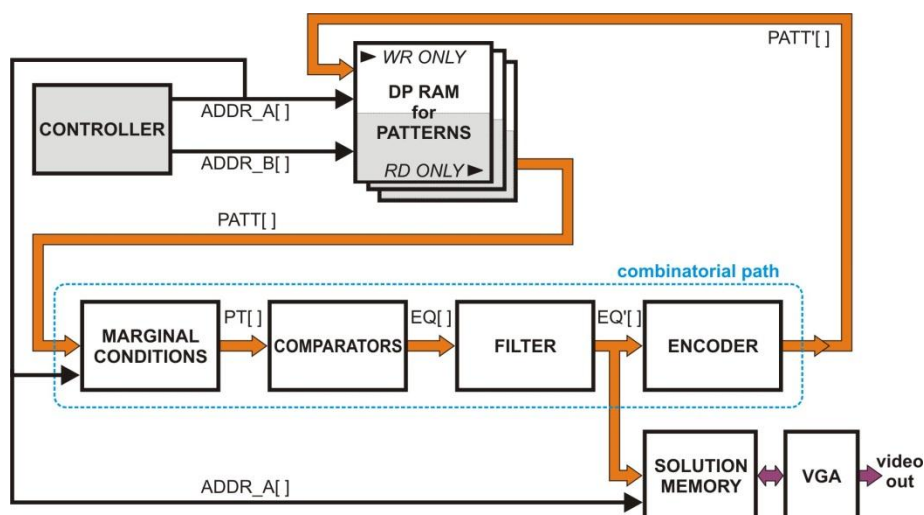 PATT'[ ]
► WR ONLY
DP RAM
for
PATTERNS
RD ONLY ►
CONTROLLER
ADDR_A[ ]
ADDR_B[ ]
PATT[ ]
combinatorial path
MARGINAL
CONDITIONS
PT[ ]
COMPARATORS
EQ[ ]
FILTER
EQ'[ ]
ENCODER
ADDR_A[ ]
SOLUTION
MEMORY
VGA
video
out